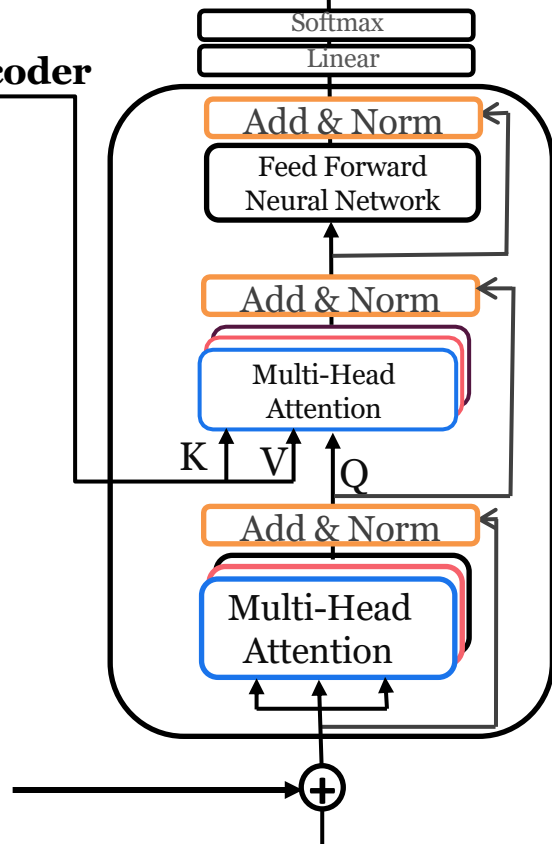 Softmax
Linear
coder
Add & Norm
Feed Forward
Neural Network
Add & Norm
Multi-Head
Attention
K
V
Q
Add & Norm
Multi-Head
Attention
+